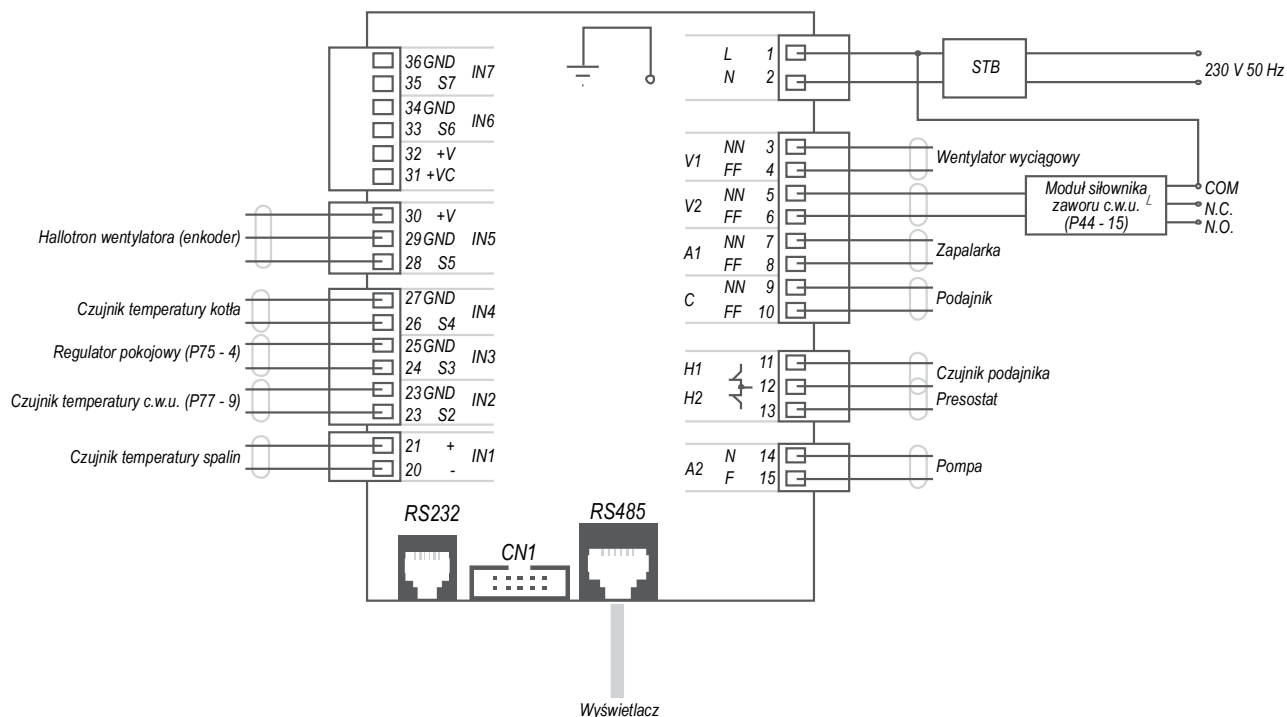 36 GND
35 S7
IN7
34 GND
33 S6
IN6
32 +V
31 +VC
30 +V
29 GND
28 S5
IN5
Hallotron wentylatora (enkoder)
27 GND
26 S4
IN4
Czujnik temperatury kotła
25 GND
24 S3
IN3
Regulator pokojowy (P75 - 4)
23 GND
23 S2
IN2
Czujnik temperatury c.w.u. (P77 - 9)
21 +
20 -
IN1
Czujnik temperatury spalin
L 1
N 2
STB
230 V 50 Hz
V1
NN 3
FF 4
Wentylator wyciągowy
V2
NN 5
FF 6
Moduł siłownika
zaworu c.w.u. L
(P44 - 15)
COM
N.C.
N.O.
A1
NN 7
FF 8
Zapalarka
C
NN 9
FF 10
Podajnik
H1
H2
11
12
13
Czujnik podajnika
Presostat
A2
N 14
F 15
Pompa
RS232
CN1
RS485
Wyświetlacz